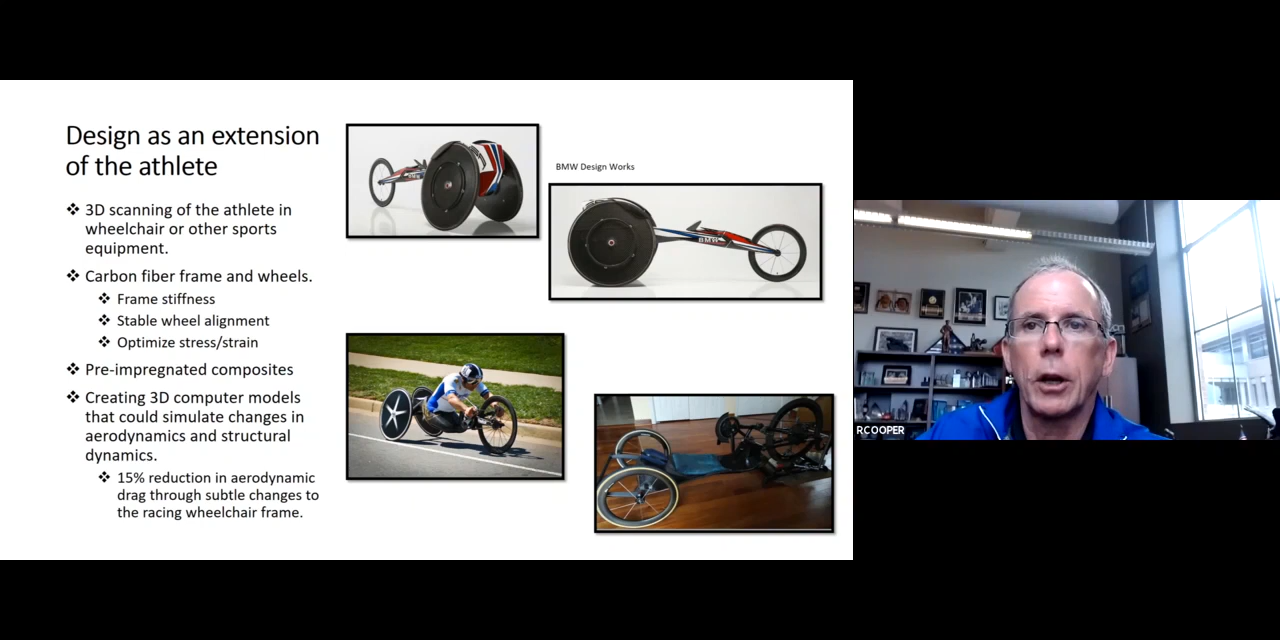 Design as an extension
of the athlete
❖ 3D scanning of the athlete in
wheelchair or other sports
equipment.
❖ Carbon fiber frame and wheels.
❖ Frame stiffness
❖ Stable wheel alignment
❖ Optimize stress/strain
❖ Pre-impregnated composites
❖ Creating 3D computer models
that could simulate changes in
aerodynamics and structural
dynamics.
❖ 15% reduction in aerodynamic
drag through subtle changes to
the racing wheelchair frame.
BMW Design Works
BMW
RCOOPER